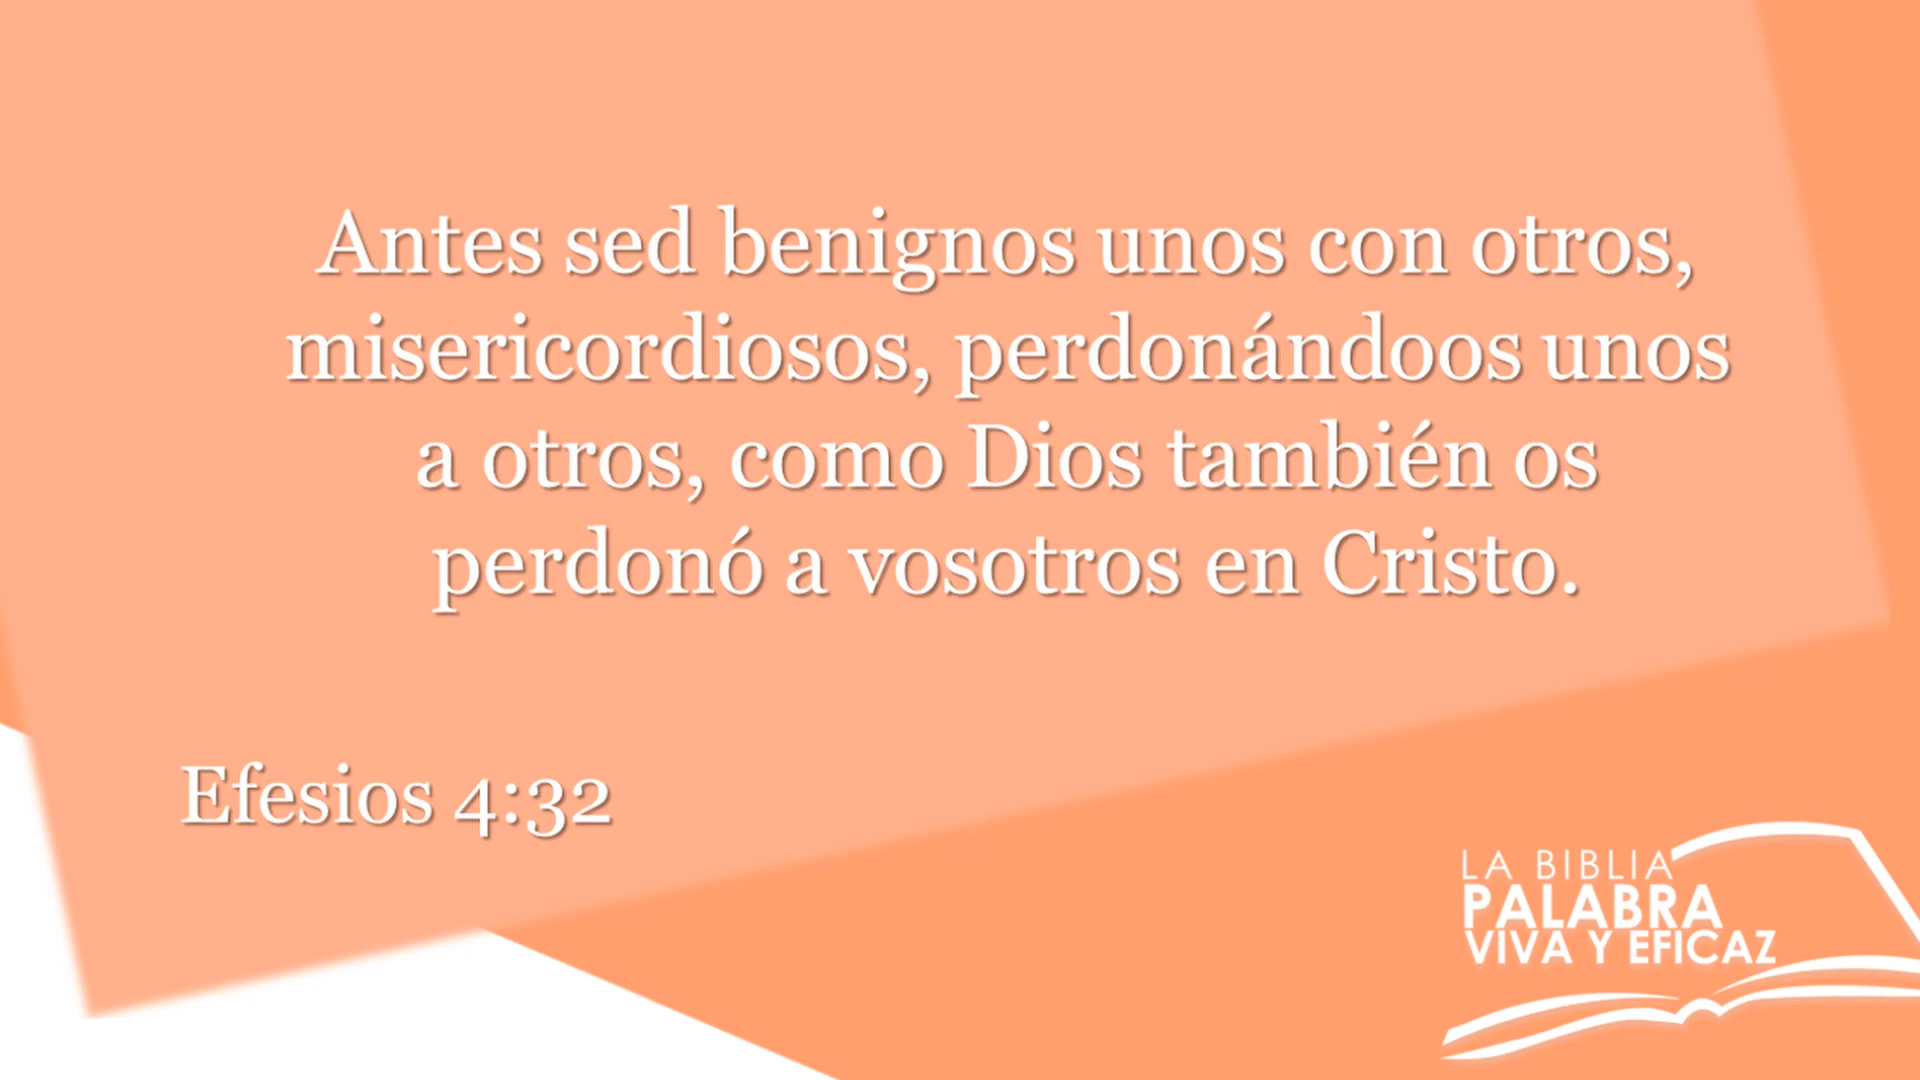 Antes sed benignos unos con otros,
misericordiosos, perdonándoos unos
a otros, como Dios también os
perdonó a vosotros en Cristo.
Efesios 4:32
LA BIBLIA
PALABRA
VIVA Y EFICAZ